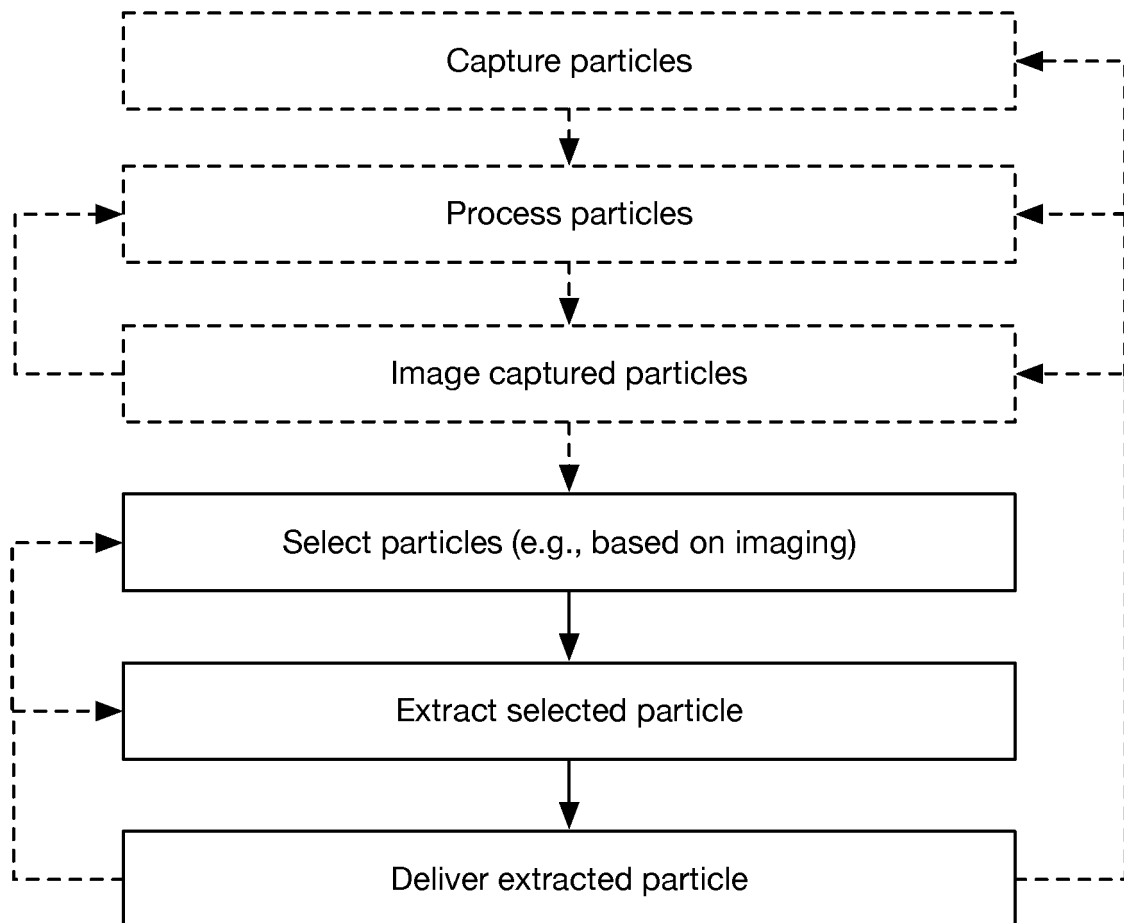 Capture particles
Process particles
Image captured particles
Select particles (e.g., based on imaging)
Extract selected particle
Deliver extracted particle